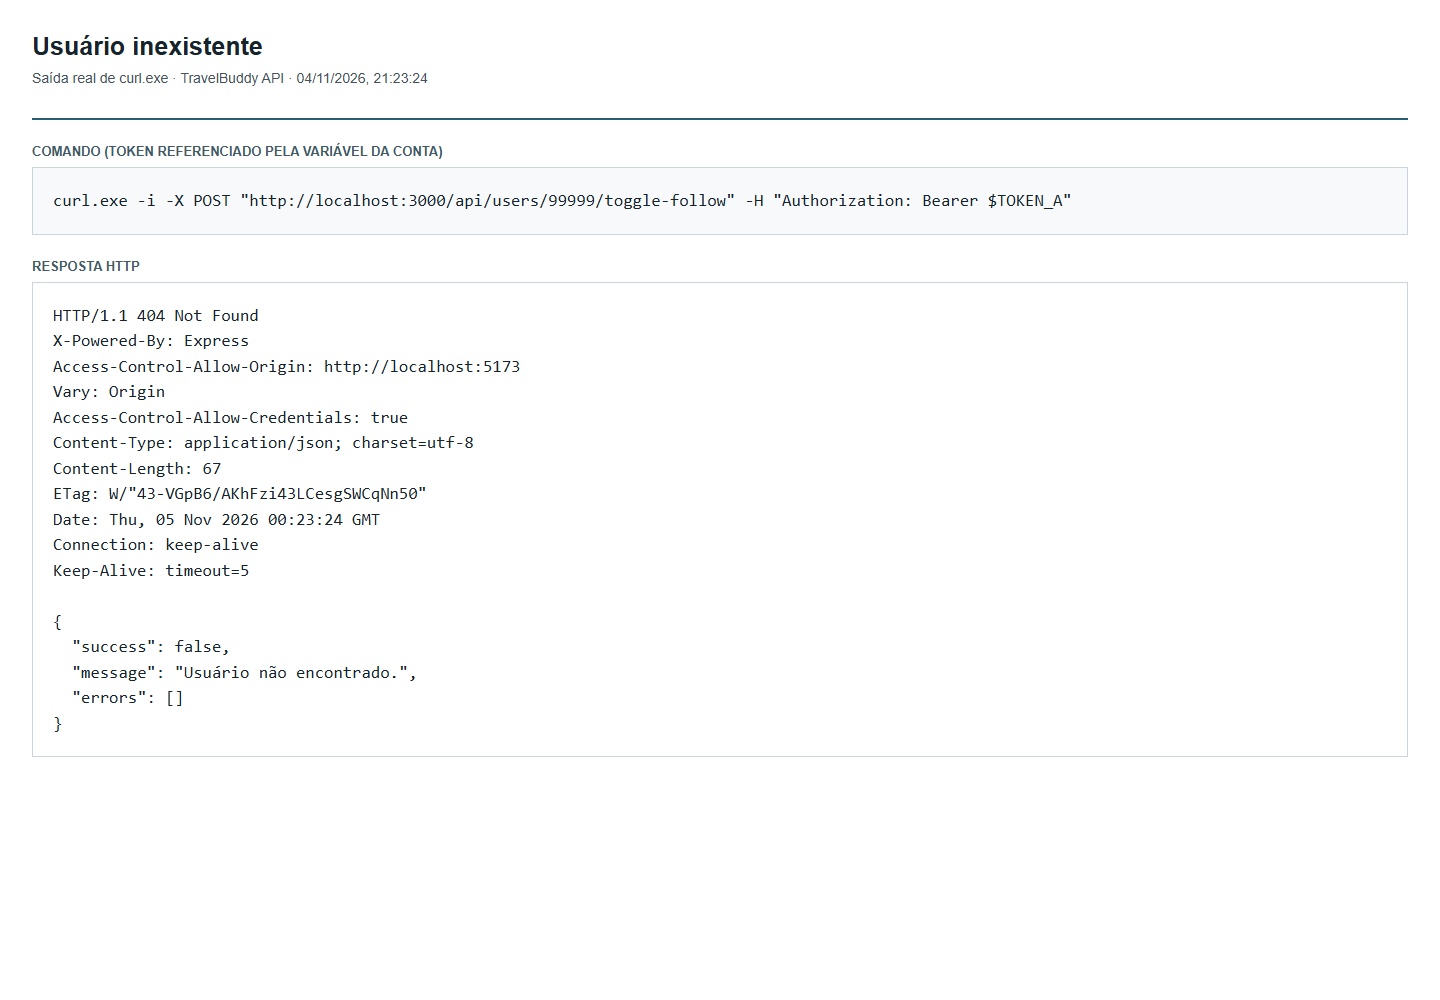 Usuário inexistente
Saída real de curl.exe · TravelBuddy API · 04/11/2026, 21:23:24
COMANDO (TOKEN REFERENCIADO PELA VARIÁVEL DA CONTA)
curl.exe -i -X POST "http://localhost:3000/api/users/99999/toggle-follow" -H "Authorization: Bearer $TOKEN_A"
RESPOSTA HTTP
HTTP/1.1 404 Not Found
X-Powered-By: Express
Access-Control-Allow-Origin: http://localhost:5173
Vary: Origin
Access-Control-Allow-Credentials: true
Content-Type: application/json; charset=utf-8
Content-Length: 67
ETag: W/"43-VGpB6/AKhFzi43LCesgSWCqNn50"
Date: Thu, 05 Nov 2026 00:23:24 GMT
Connection: keep-alive
Keep-Alive: timeout=5
{
  "success": false,
  "message": "Usuário não encontrado.",
  "errors": []
}